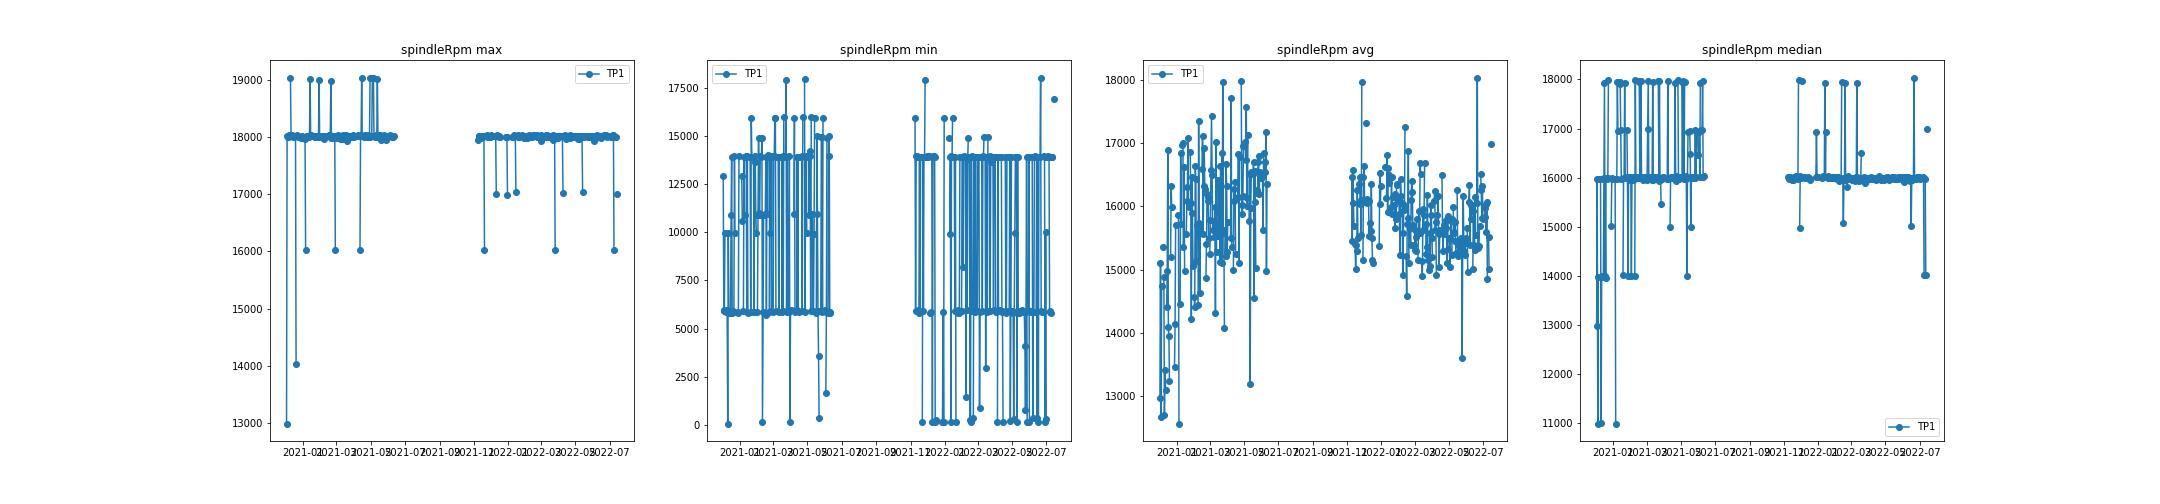 spindleRpm max
TP1
19000
18000
17000
16000
15000
14000
13000
2021-01 2021-03 2021-05 2021-07 2021-09 2021-11 2022-01 2022-03 2022-05 2022-07
spindleRpm min
TP1
17500
15000
12500
10000
7500
5000
2500
0
2021-01 2021-03 2021-05 2021-07 2021-09 2021-11 2022-01 2022-03 2022-05 2022-07
spindleRpm avg
TP1
18000
17000
16000
15000
14000
13000
2021-01 2021-03 2021-05 2021-07 2021-09 2021-11 2022-01 2022-03 2022-05 2022-07
spindleRpm median
18000
17000
16000
15000
14000
13000
12000
11000
TP1
2021-01 2021-03 2021-05 2021-07 2021-09 2021-11 2022-01 2022-03 2022-05 2022-07